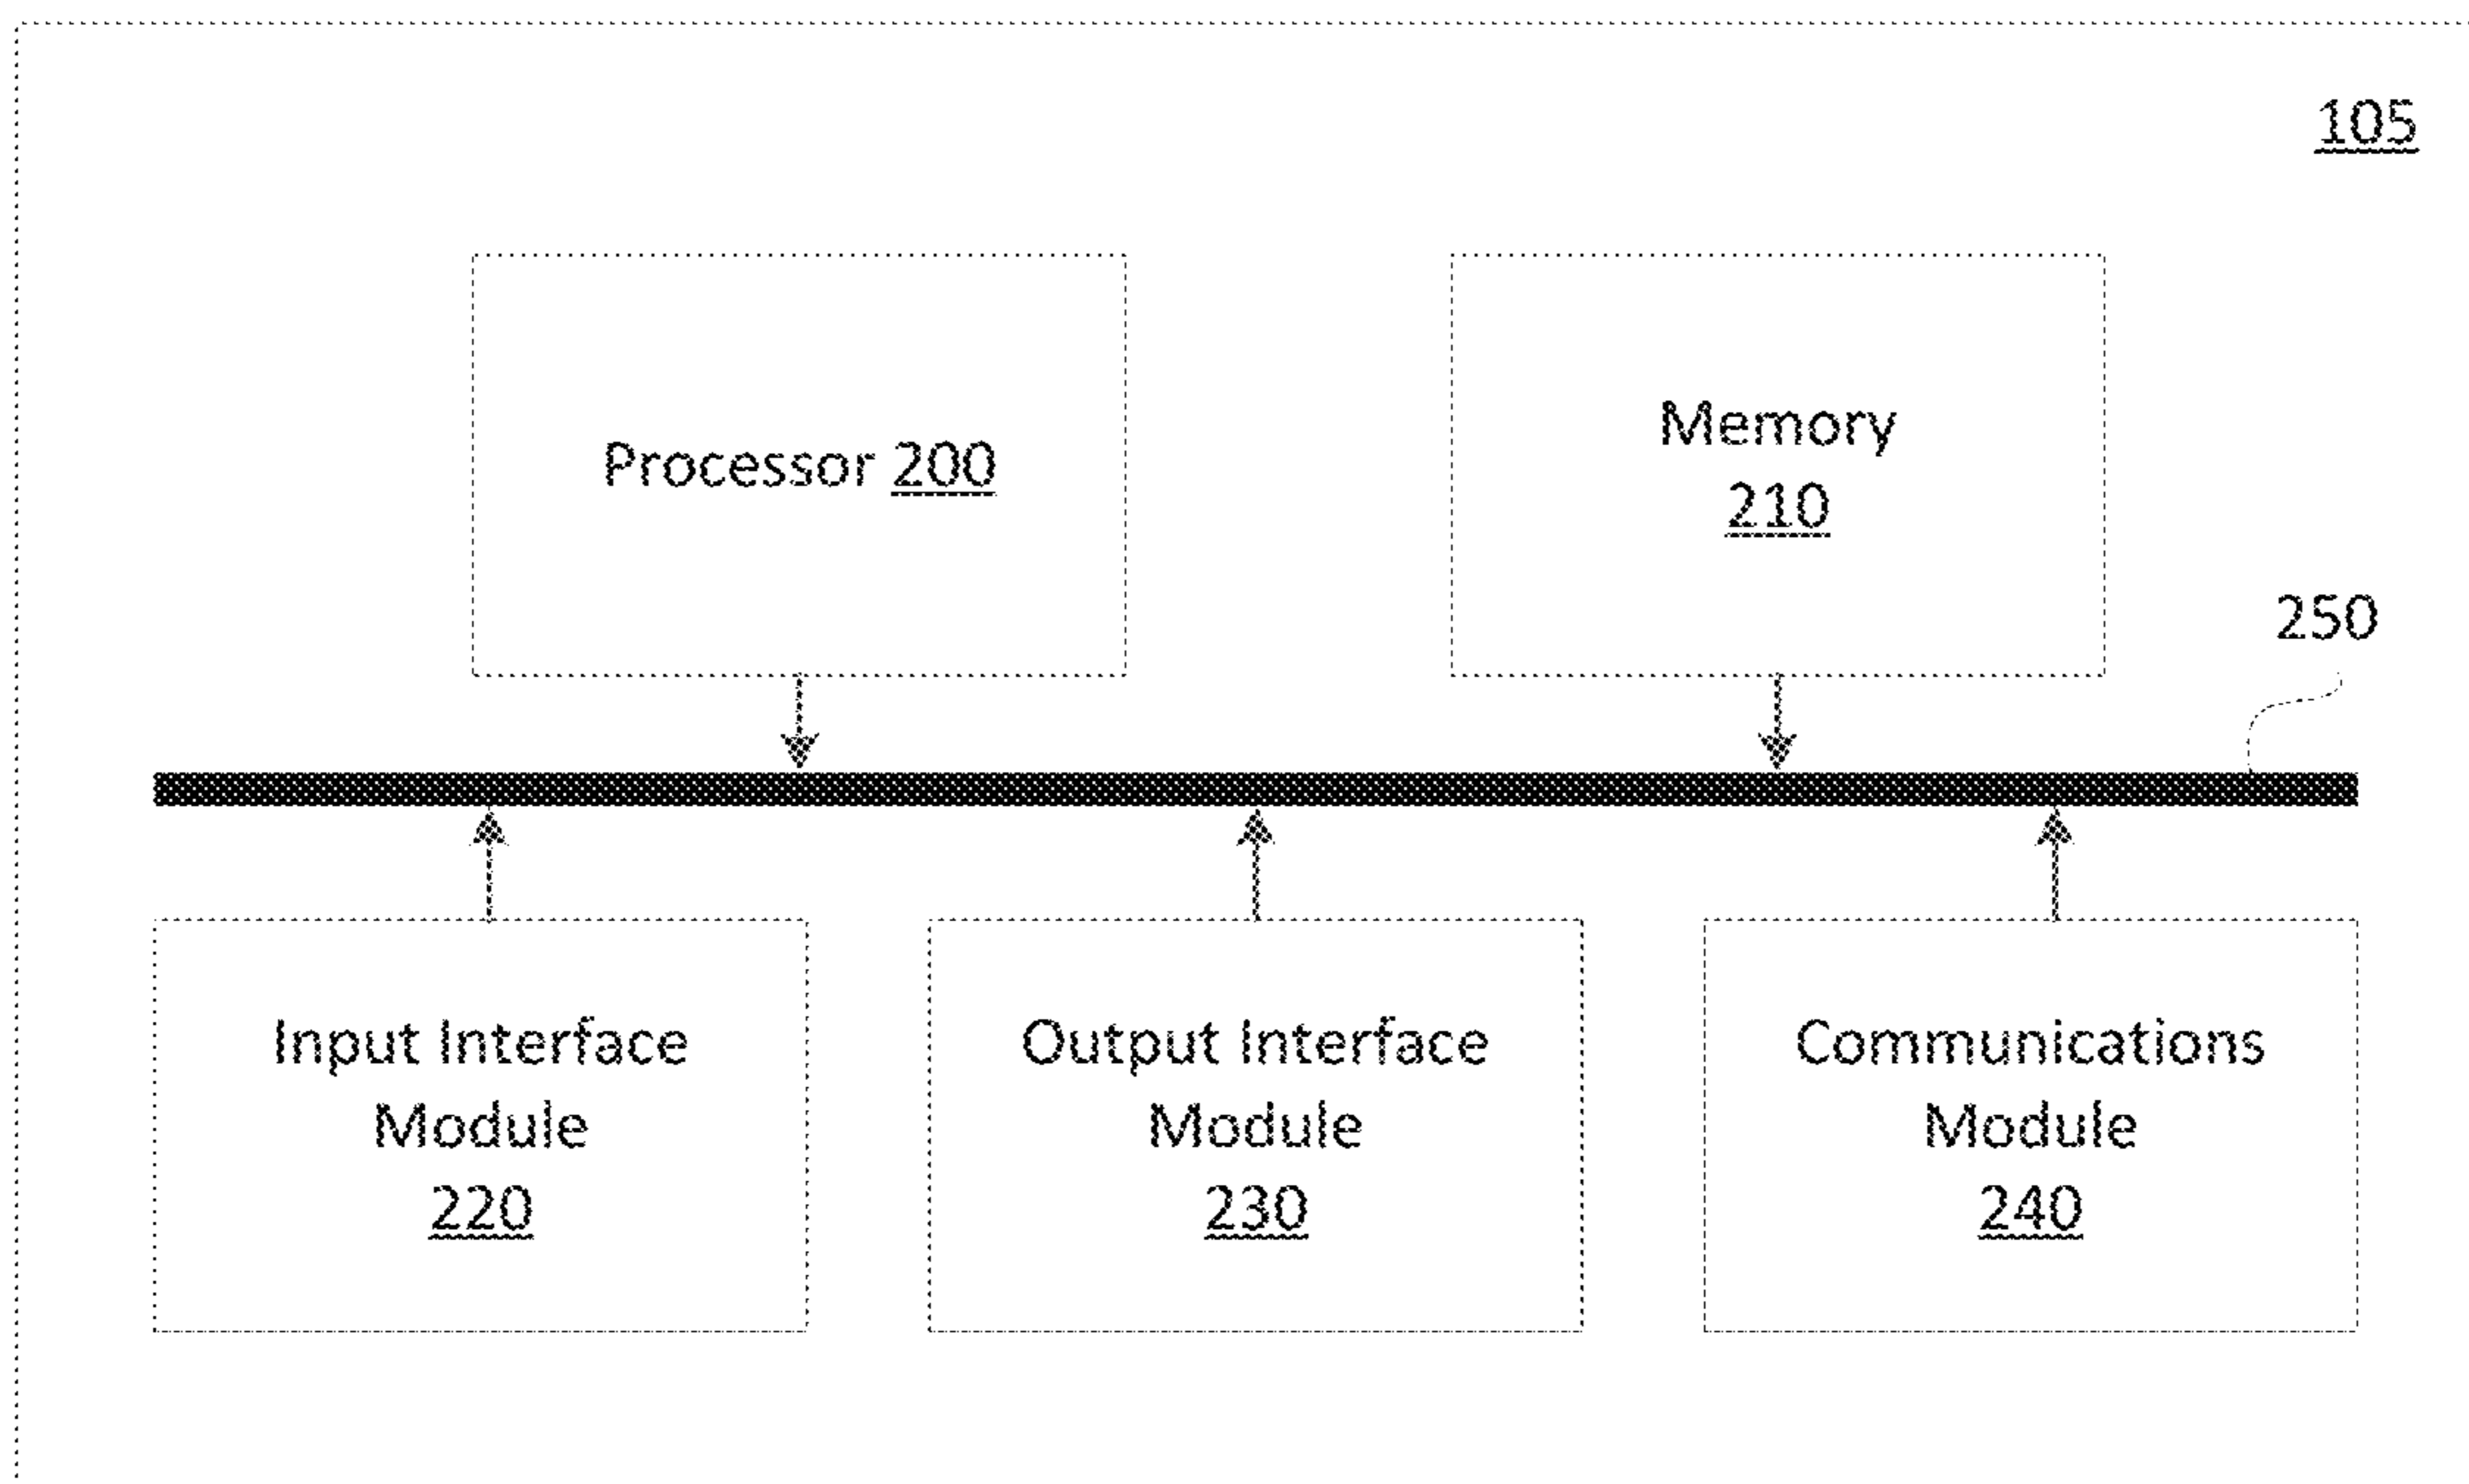 105
Processor 200
Memory
210
250
Input Interface
Module
220
Output Interface
Module
230
Communications
Module
240